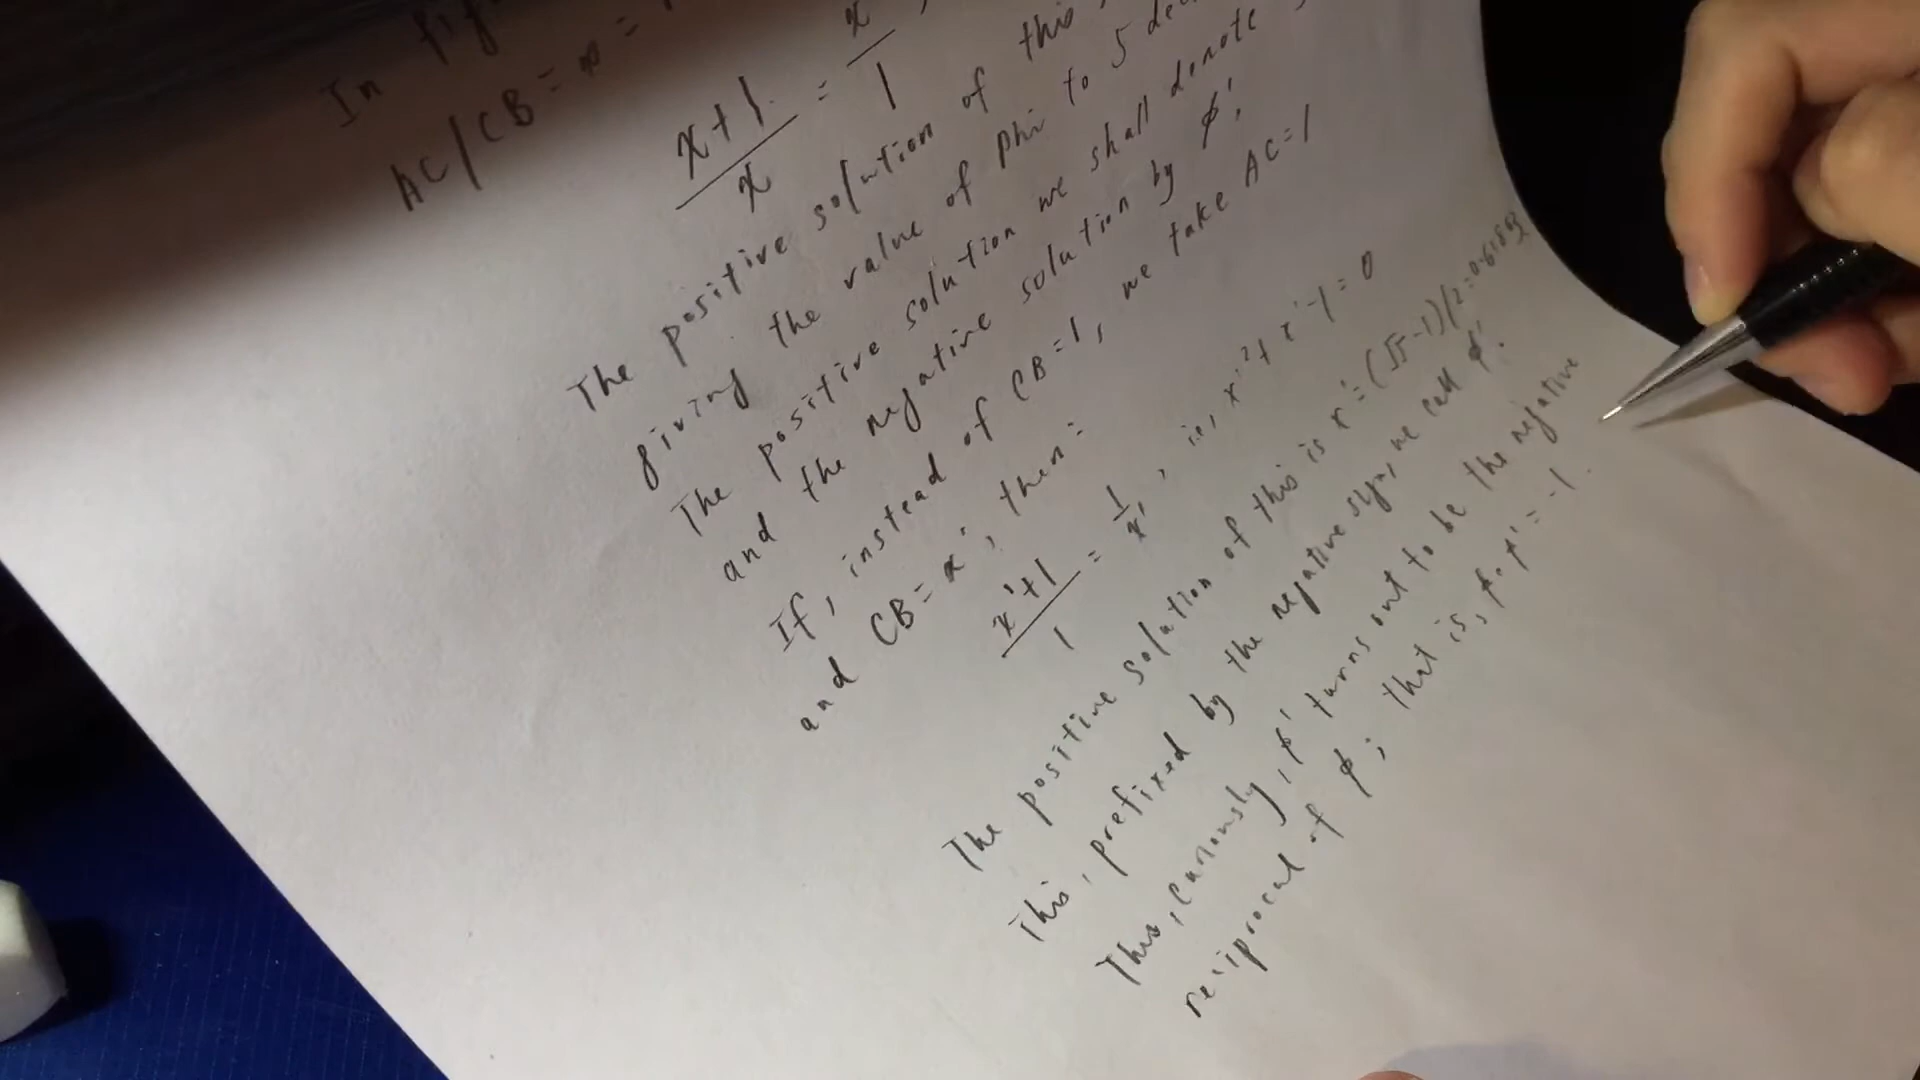 In fig
AC/CB =
x+1/x = x/1,
The positive solution of this
giving the value of phi to 5 dec
The positive solution we shall denote
and the negative solution by ϕ'.
If, instead of CB=1, we take AC=1
and CB=x', then:
x'+1/1 = 1/x', i.e., x'²+x'-1=0
The positive solution of this is x'=(√5-1)/2=0.6180
This, prefixed by the negative sign, we call ϕ'.
This, curiously, ϕ' turns out to be the negative
reciprocal of ϕ; that is, ϕ.ϕ'=-1.